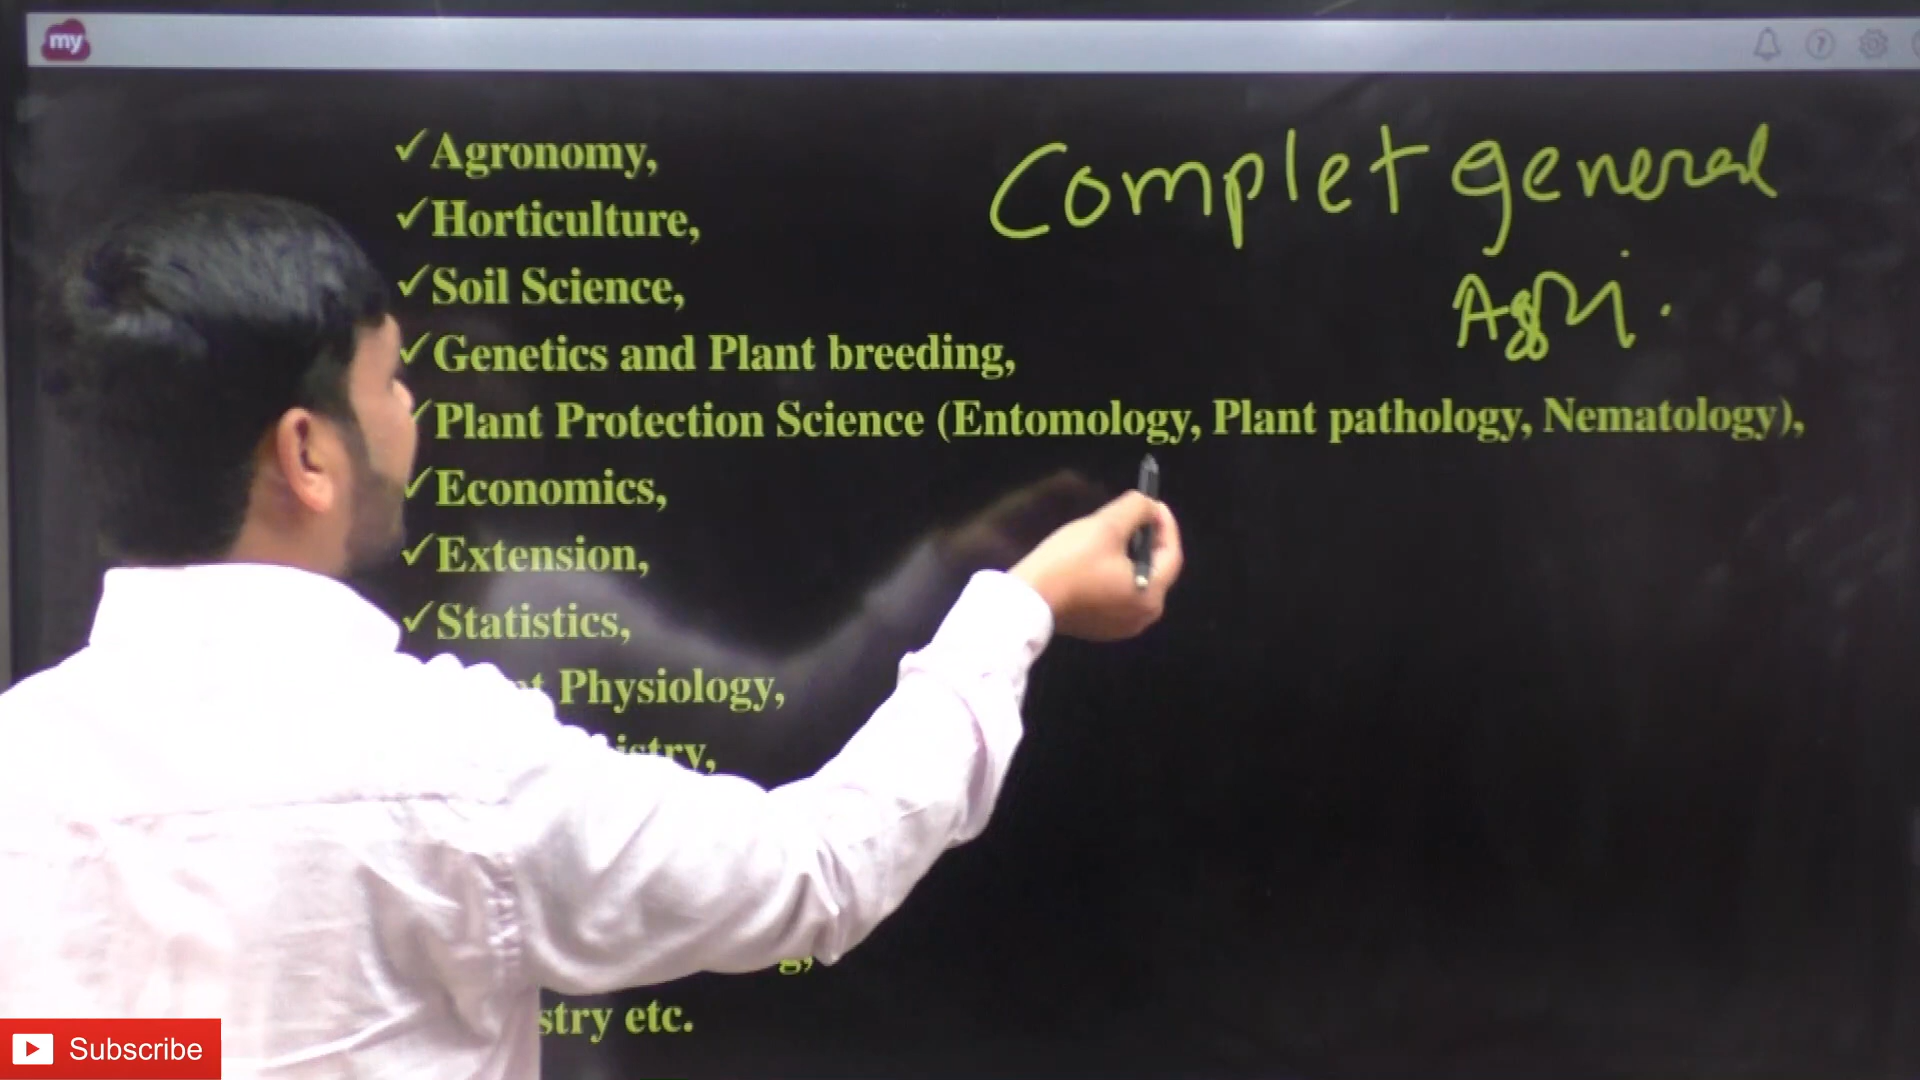 my
Complet general
Agri.
✓Agronomy,
✓Horticulture,
✓Soil Science,
✓Genetics and Plant breeding,
✓Plant Protection Science (Entomology, Plant pathology, Nematology),
✓Economics,
✓Extension,
✓Statistics,
Physiology,
etc.
Subscribe